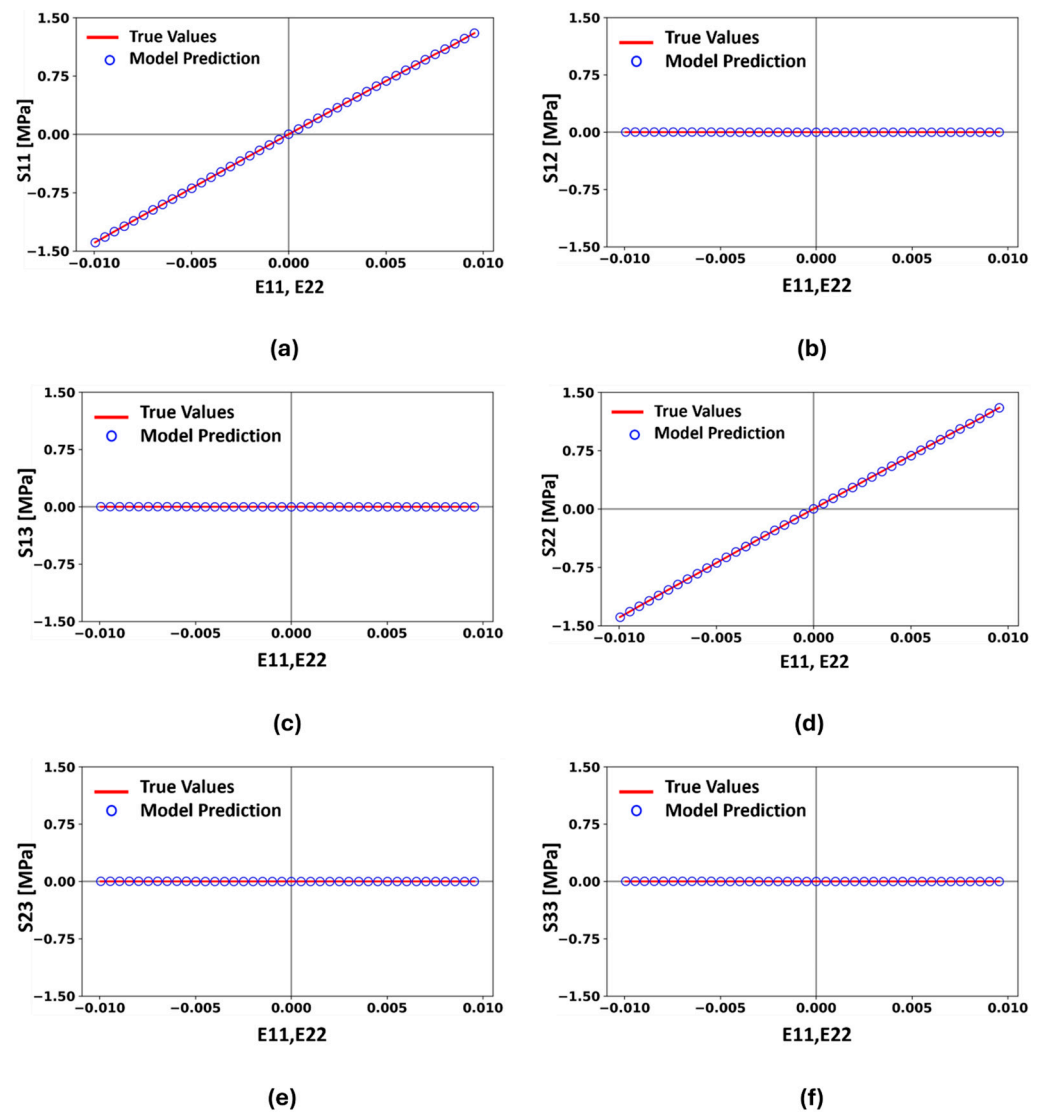 1.50
True Values
Model Prediction
0.75
S11 [MPa]
0.00
−0.75
−1.50
−0.010 −0.005 0.000 0.005 0.010
E11, E22
(a)
1.50
True Values
Model Prediction
0.75
S12 [MPa]
0.00
−0.75
−1.50
−0.010 −0.005 0.000 0.005 0.010
E11,E22
(b)
1.50
True Values
Model Prediction
0.75
S13 [MPa]
0.00
−0.75
−1.50
−0.010 −0.005 0.000 0.005 0.010
E11,E22
(c)
1.50
True Values
Model Prediction
0.75
S22 [MPa]
0.00
−0.75
−1.50
−0.010 −0.005 0.000 0.005 0.010
E11, E22
(d)
1.50
True Values
Model Prediction
0.75
S23 [MPa]
0.00
−0.75
−1.50
−0.010 −0.005 0.000 0.005 0.010
E11,E22
(e)
1.50
True Values
Model Prediction
0.75
S33 [MPa]
0.00
−0.75
−1.50
−0.010 −0.005 0.000 0.005 0.010
E11,E22
(f)